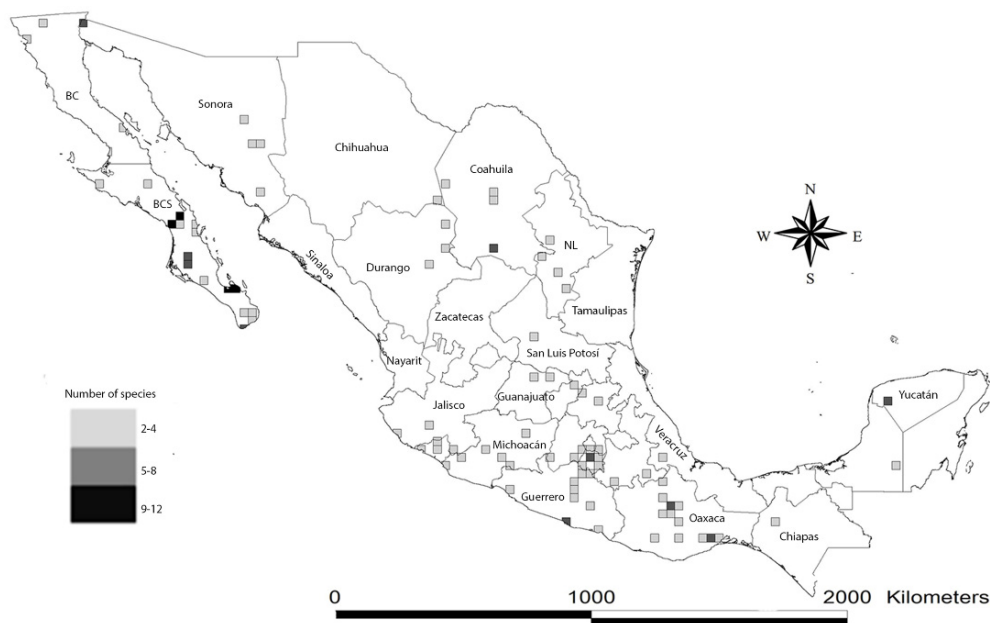 BC
Sonora
Chihuahua
Coahuila
BCS
N
W
E
S
NL
Sinaloa
Durango
Tamaulipas
Zacatecas
San Luis Potosí
Nayarit
Number of species
2-4
5-8
9-12
Guanajuato
Jalisco
Yucatán
Michoacán
Veracruz
Guerrero
Oaxaca
Chiapas
0 1000 2000 Kilometers